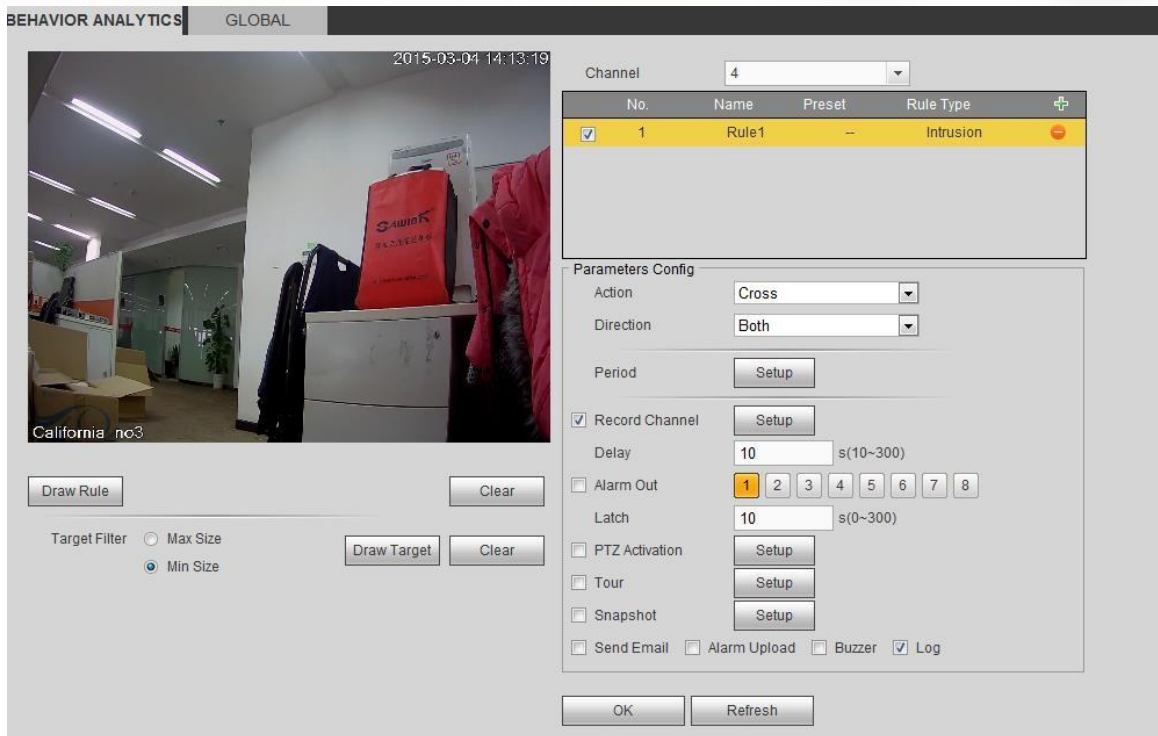 BEHAVIOR ANALYTICS GLOBAL
2015-03-04 14:13:19
SAWINK
California no3
Draw Rule Clear
Target Filter Max Size
Min Size
Draw Target Clear
Channel 4
No. Name Preset Rule Type
1 Rule1 -- Intrusion
Parameters Config
Action Cross
Direction Both
Period Setup
Record Channel Setup
Delay 10 s(10~300)
Alarm Out 1 2 3 4 5 6 7 8
Latch 10 s(0~300)
PTZ Activation Setup
Tour Setup
Snapshot Setup
Send Email Alarm Upload Buzzer Log
OK Refresh